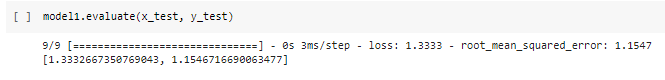 [ ] model1.evaluate(x_test, y_test)
9/9 [==============================] - 0s 3ms/step - loss: 1.3333 - root_mean_squared_error: 1.1547
[1.3332667350769043, 1.1546716690063477]